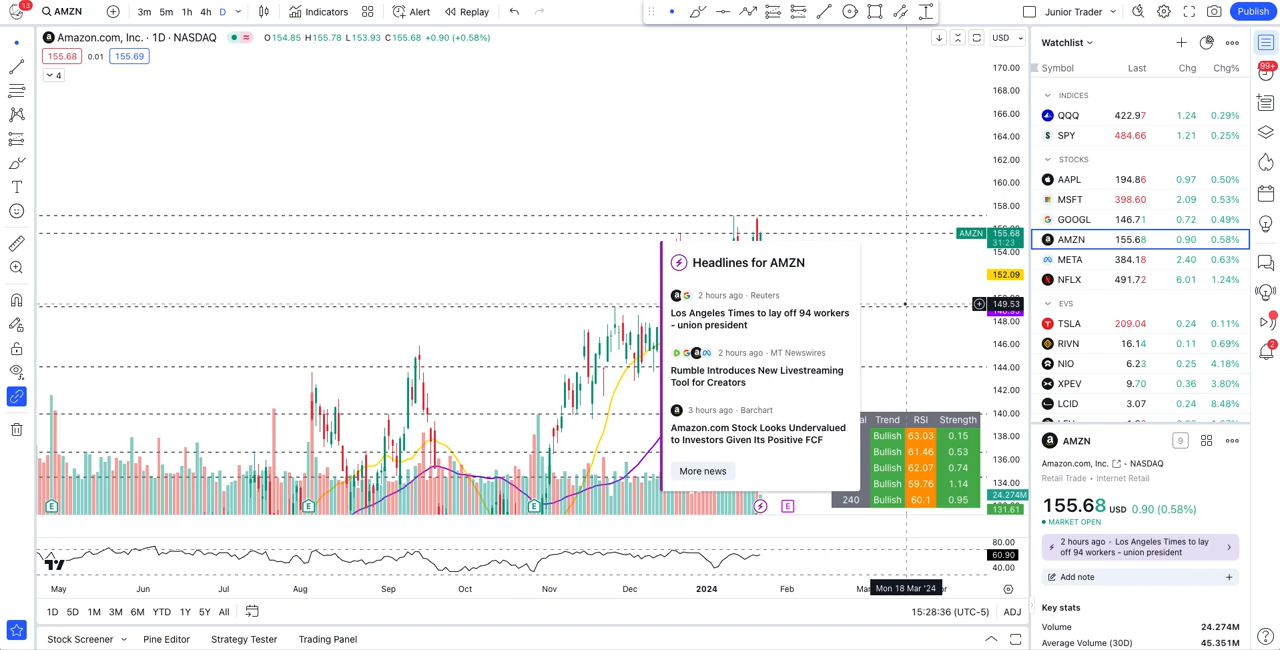 13
AMZN
3m 5m 1h 4h D
Indicators
Alert
Replay
Junior Trader
Publish
Amazon.com, Inc. · 1D · NASDAQ
O154.85 H155.78 L153.93 C155.68 +0.90 (+0.58%)
155.68 0.01 155.69
4
USD
170.00
168.00
166.00
164.00
162.00
160.00
158.00
AMZN 155.68
31:23
154.00
152.09
149.53
148.00
146.00
144.00
142.00
140.00
138.00
136.00
134.00
24.274M
131.61
80.00
60.90
40.00
Headlines for AMZN
2 hours ago · Reuters
Los Angeles Times to lay off 94 workers
- union president
2 hours ago · MT Newswires
Rumble Introduces New Livestreaming
Tool for Creators
3 hours ago · Barchart
Amazon.com Stock Looks Undervalued
to Investors Given Its Positive FCF
More news
Trend RSI Strength
Bullish 63.03 0.15
Bullish 61.46 0.53
Bullish 62.07 0.74
Bullish 59.76 1.14
240 Bullish 60.1 0.95
E E E E
May Jun Jul Aug Sep Oct Nov Dec 2024 Feb Mon 18 Mar '24
1D 5D 1M 3M 6M YTD 1Y 5Y All
15:28:36 (UTC-5) ADJ
Stock Screener Pine Editor Strategy Tester Trading Panel
Watchlist
Symbol Last Chg Chg%
INDICES
QQQ 422.97 1.24 0.29%
SPY 484.66 1.21 0.25%
STOCKS
AAPL 194.86 0.97 0.50%
MSFT 398.60 2.09 0.53%
GOOGL 146.71 0.72 0.49%
AMZN 155.68 0.90 0.58%
META 384.18 2.40 0.63%
NFLX 491.72 6.01 1.24%
EVS
TSLA 209.04 0.24 0.11%
RIVN 16.14 0.11 0.69%
NIO 6.23 0.25 4.18%
XPEV 9.70 0.36 3.80%
LCID 3.07 0.24 8.48%
AMZN 9
Amazon.com, Inc. · NASDAQ
Retail Trade · Internet Retail
155.68 USD 0.90 (0.58%)
MARKET OPEN
2 hours ago · Los Angeles Times to lay
off 94 workers - union president
Add note
Key stats
Volume 24.274M
Average Volume (30D) 45.351M
99+
2